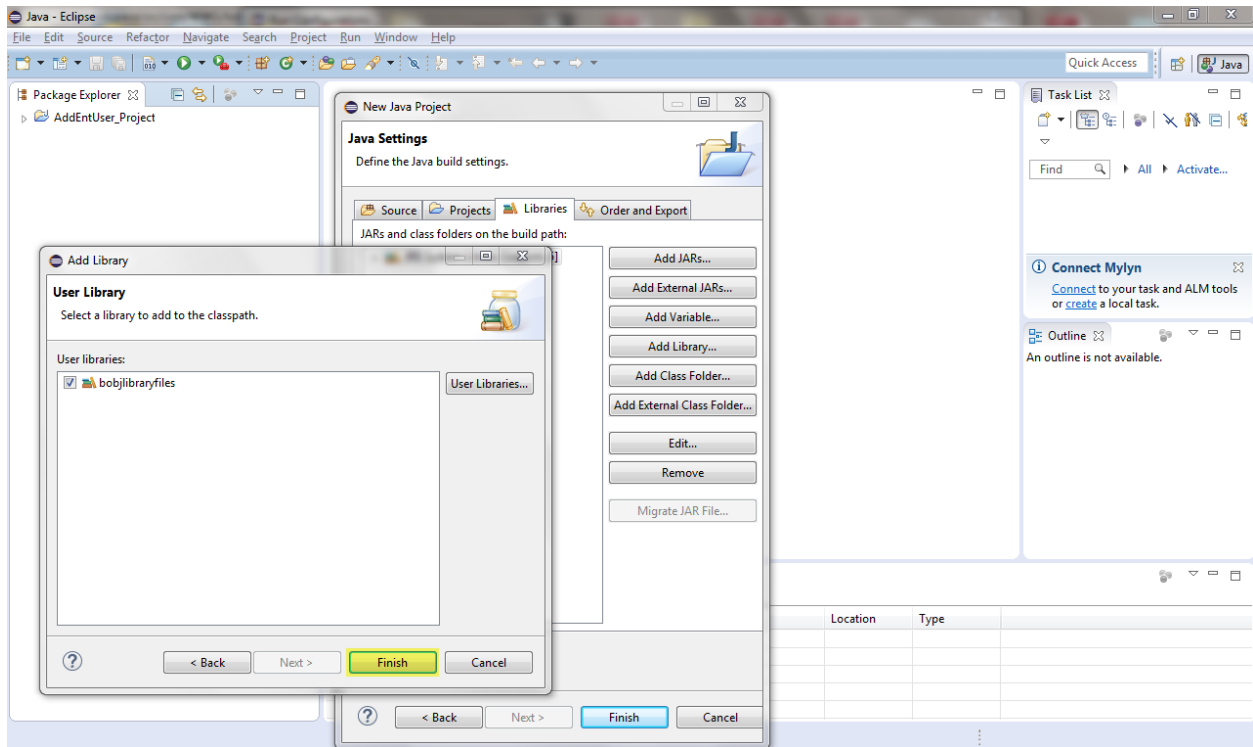 Java - Eclipse
File Edit Source Refactor Navigate Search Project Run Window Help
Quick Access
Java
Package Explorer
AddEntUser_Project
New Java Project
Java Settings
Define the Java build settings.
Source Projects Libraries Order and Export
JARs and class folders on the build path:
Add JARs...
Add External JARs...
Add Variable...
Add Library...
Add Class Folder...
Add External Class Folder...
Edit...
Remove
Migrate JAR File...
< Back Next > Finish Cancel
Add Library
User Library
Select a library to add to the classpath.
User libraries:
bobjlibraryfiles
User Libraries...
< Back Next > Finish Cancel
Task List
Find All Activate...
Connect Mylyn
Connect to your task and ALM tools
or create a local task.
Outline
An outline is not available.
Location Type